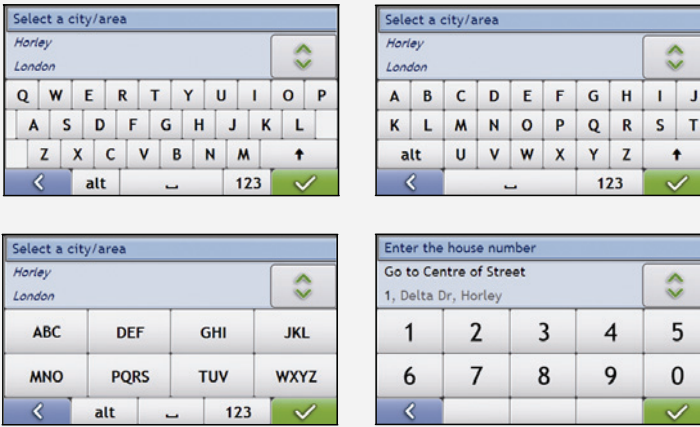 Select a city/area
Horley
London
Q W E R T Y U I O P
A S D F G H J K L
Z X C V B N M
alt 123
Select a city/area
Horley
London
A B C D E F G H I J
K L M N O P Q R S T
alt U V W X Y Z
123
Select a city/area
Horley
London
ABC DEF GHI JKL
MNO PQRS TUV WXYZ
alt 123
Enter the house number
Go to Centre of Street
1, Delta Dr, Horley
1 2 3 4 5
6 7 8 9 0